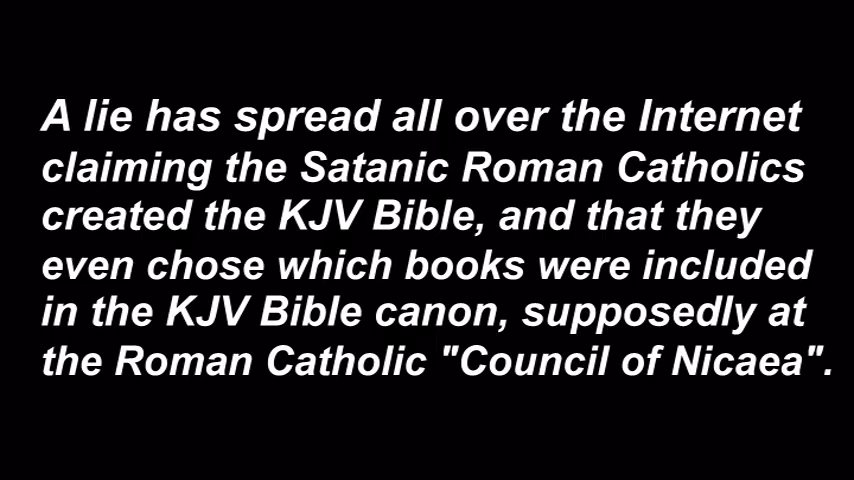 A lie has spread all over the Internet
claiming the Satanic Roman Catholics
created the KJV Bible, and that they
even chose which books were included
in the KJV Bible canon, supposedly at
the Roman Catholic "Council of Nicaea".